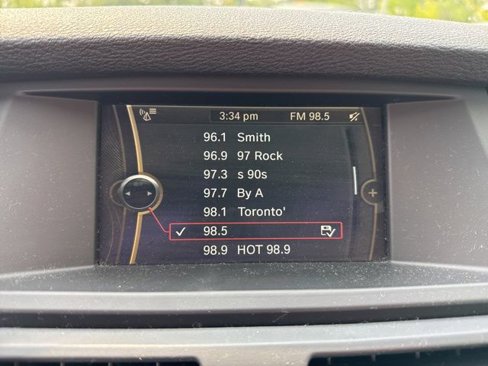 3:34 pm FM 98.5
96.1 Smith
96.9 97 Rock
97.3 s 90s
97.7 By A
98.1 Toronto'
98.5
98.9 HOT 98.9